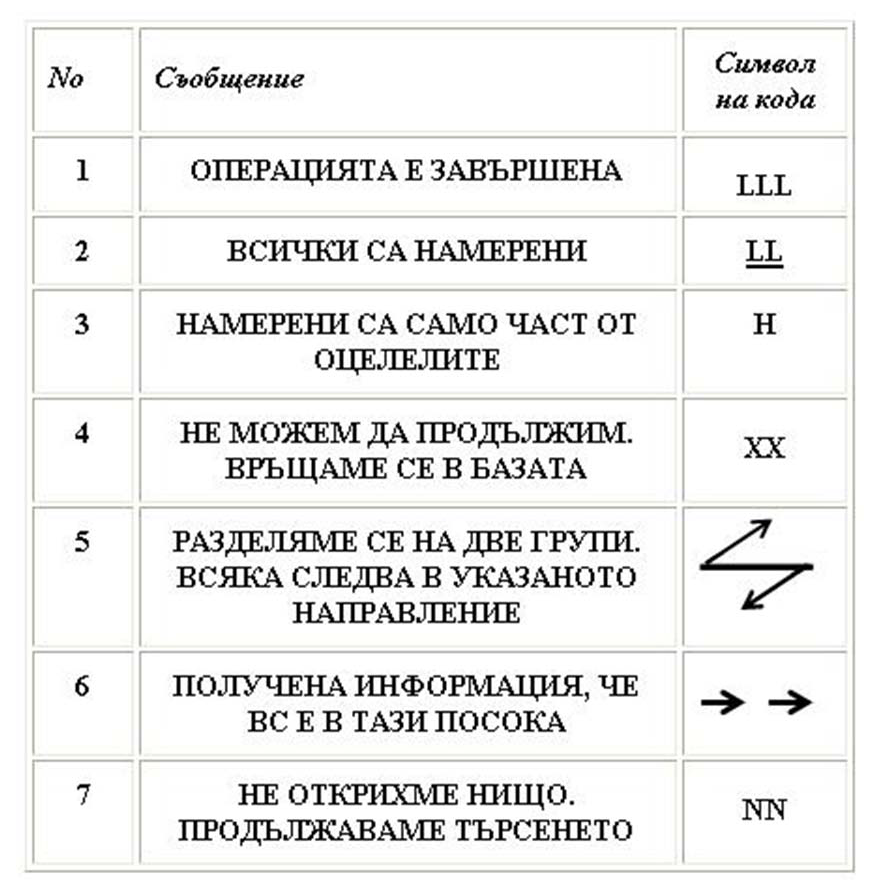 No Съобщение Символ
на кода
1 ОПЕРАЦИЯТА Е ЗАВЪРШЕНА LLL
2 ВСИЧКИ СА НАМЕРЕНИ LL
3 НАМЕРЕНИ СА САМО ЧАСТ ОТ H
ОЦЕЛЕЛИТЕ
4 НЕ МОЖЕМ ДА ПРОДЪЛЖИМ. XX
ВРЪЩАМЕ СЕ В БАЗАТА
5 РАЗДЕЛЯМЕ СЕ НА ДВЕ ГРУПИ.
ВСЯКА СЛЕДВА В УКАЗАНОТО
НАПРАВЛЕНИЕ
6 ПОЛУЧЕНА ИНФОРМАЦИЯ, ЧЕ
ВС Е В ТАЗИ ПОСОКА
7 НЕ ОТКРИХМЕ НИЩО. NN
ПРОДЪЛЖАВАМЕ ТЪРСЕНЕТО